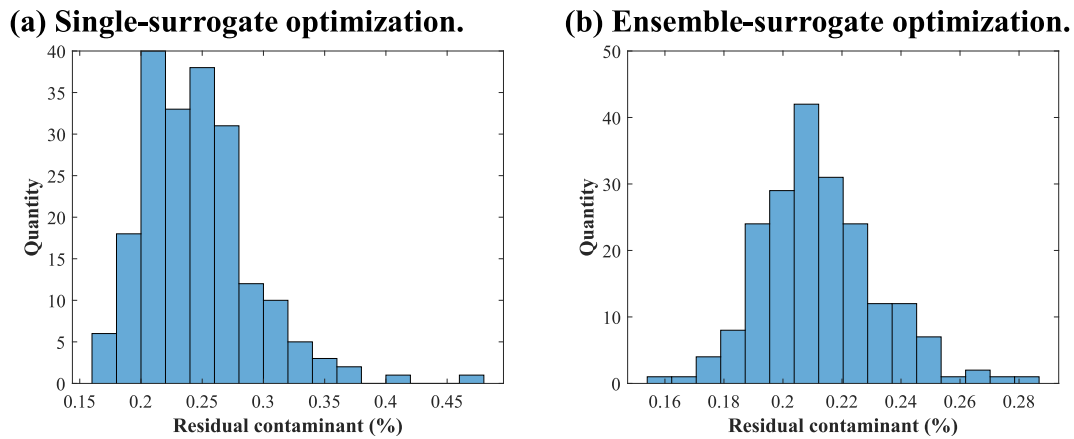 (a) Single-surrogate optimization.
40
35
30
25
20
15
10
5
0
Quantity
0.15 0.2 0.25 0.3 0.35 0.4 0.45
Residual contaminant (%)
(b) Ensemble-surrogate optimization.
50
40
30
20
10
0
Quantity
0.16 0.18 0.2 0.22 0.24 0.26 0.28
Residual contaminant (%)